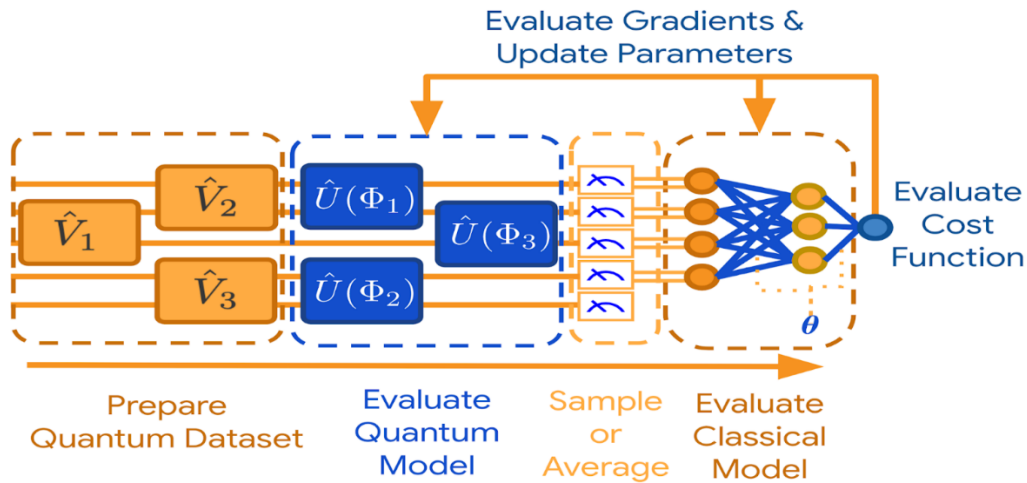 Evaluate Gradients &
Update Parameters
V̂₂
Û(Φ₁)
V̂₁
Û(Φ₃)
V̂₃
Û(Φ₂)
Evaluate
Cost
Function
θ
Prepare
Quantum Dataset
Evaluate
Quantum
Model
Sample
or
Average
Evaluate
Classical
Model